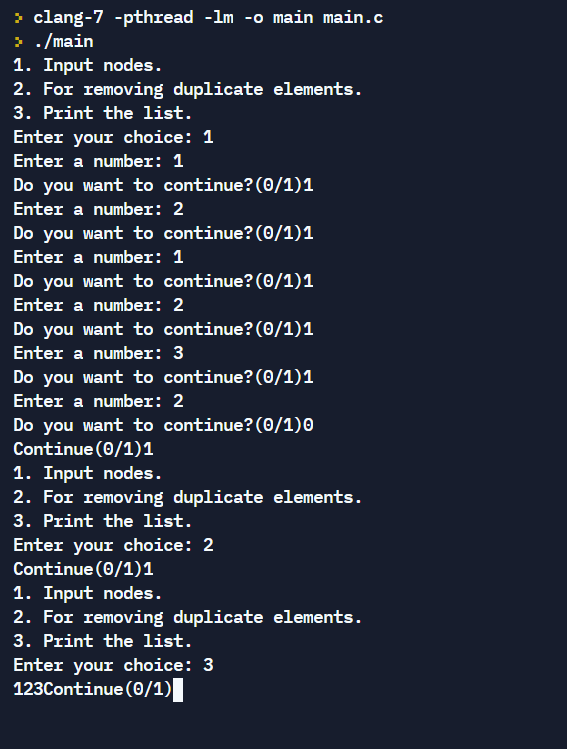 > clang-7 -pthread -lm -o main main.c
> ./main
1. Input nodes.
2. For removing duplicate elements.
3. Print the list.
Enter your choice: 1
Enter a number: 1
Do you want to continue?(0/1)1
Enter a number: 2
Do you want to continue?(0/1)1
Enter a number: 1
Do you want to continue?(0/1)1
Enter a number: 2
Do you want to continue?(0/1)1
Enter a number: 3
Do you want to continue?(0/1)1
Enter a number: 2
Do you want to continue?(0/1)0
Continue(0/1)1
1. Input nodes.
2. For removing duplicate elements.
3. Print the list.
Enter your choice: 2
Continue(0/1)1
1. Input nodes.
2. For removing duplicate elements.
3. Print the list.
Enter your choice: 3
123Continue(0/1)